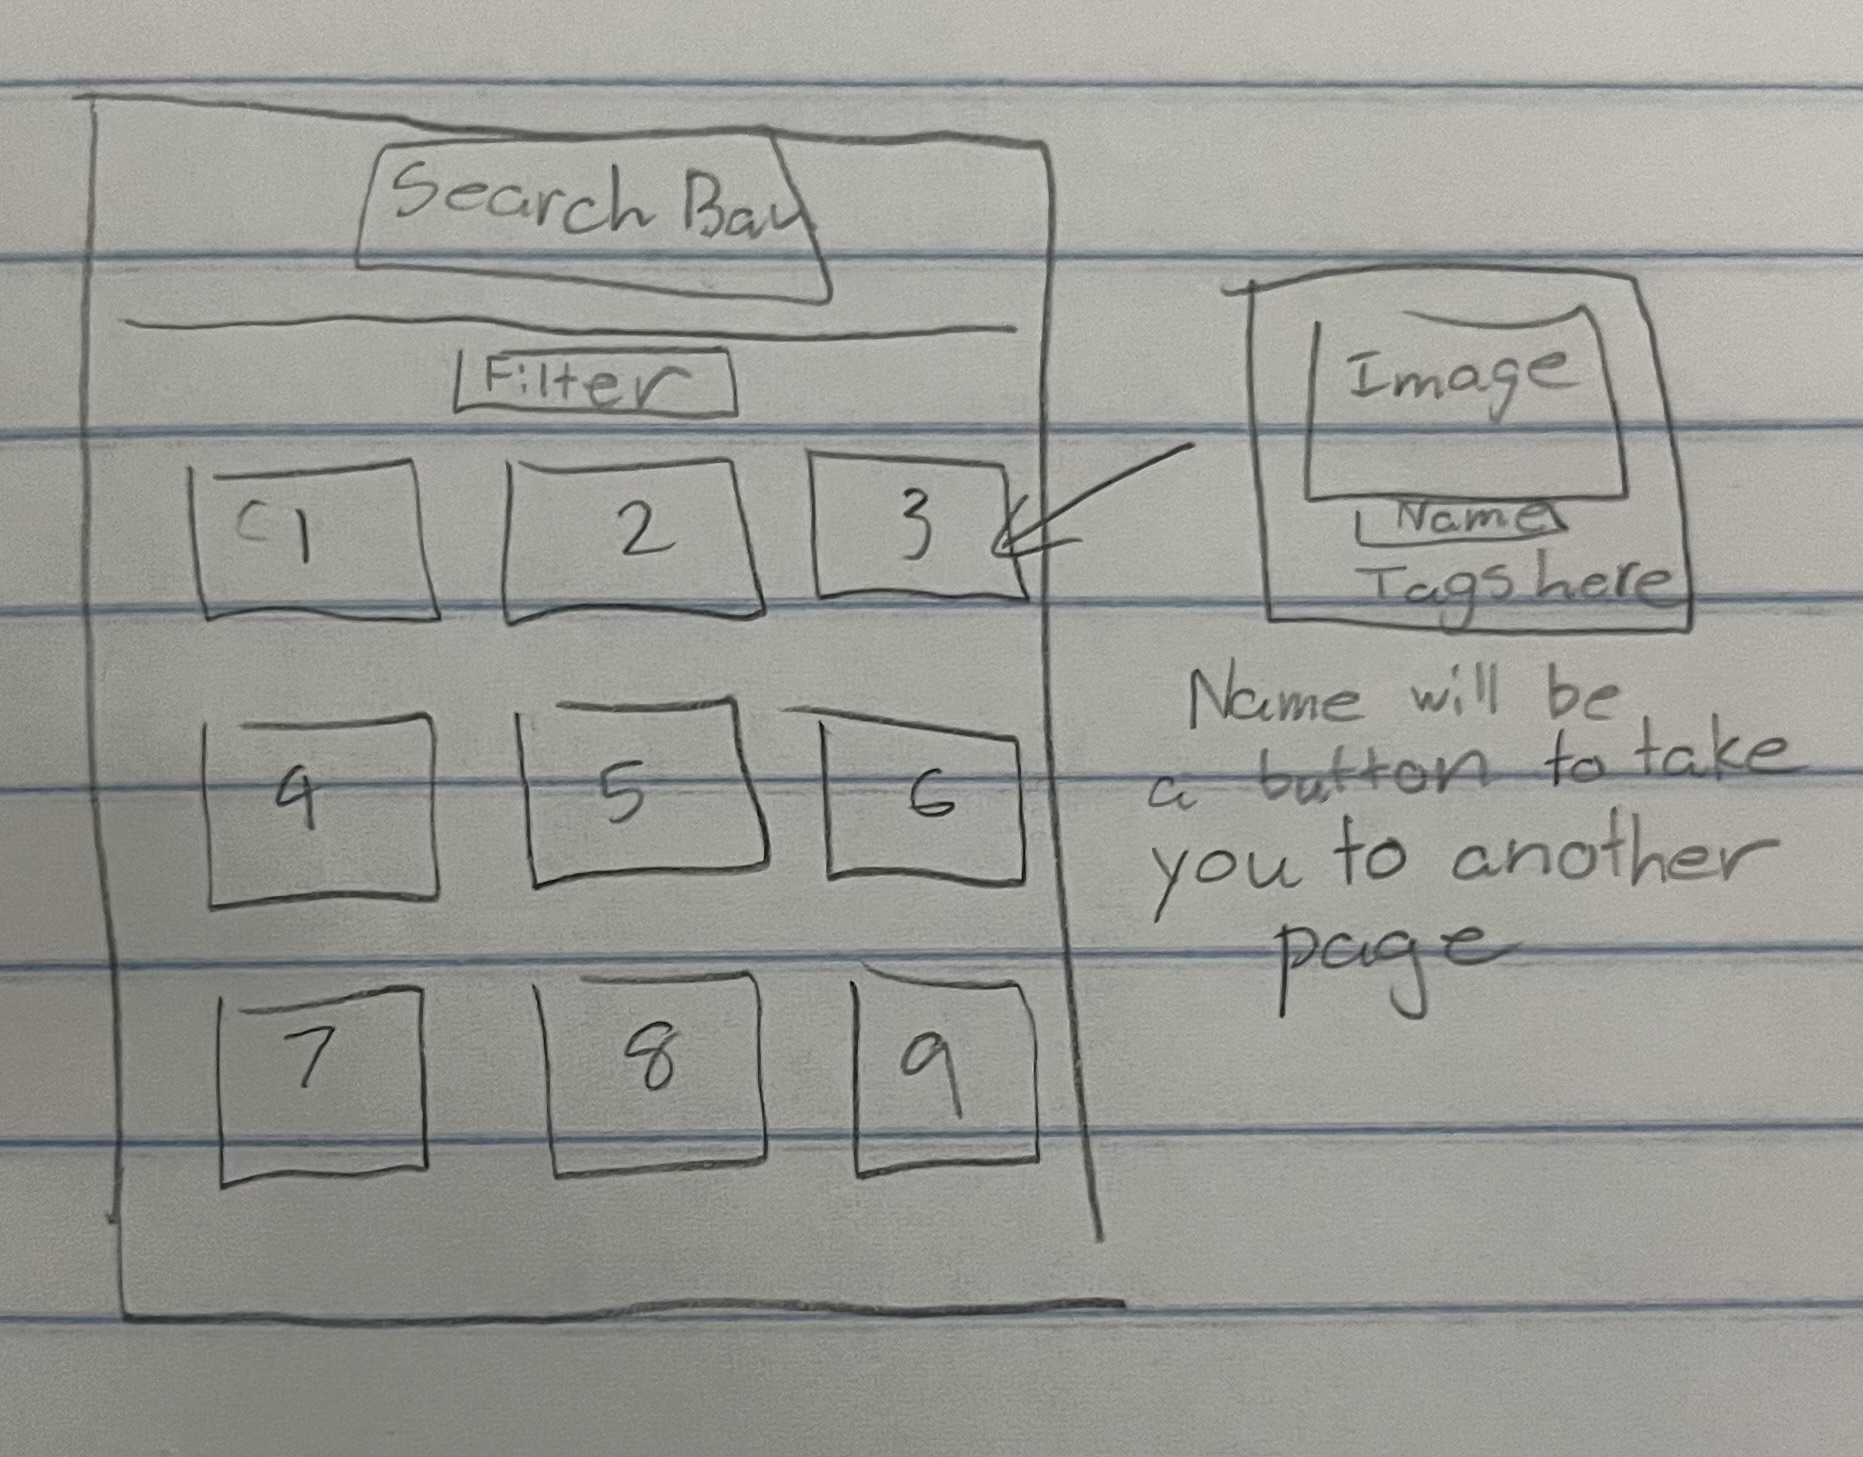 Search Bar
Filter
1 2 3
4 5 6
7 8 9
Image
Name
Tags here
Name will be
a button to take
you to another
page